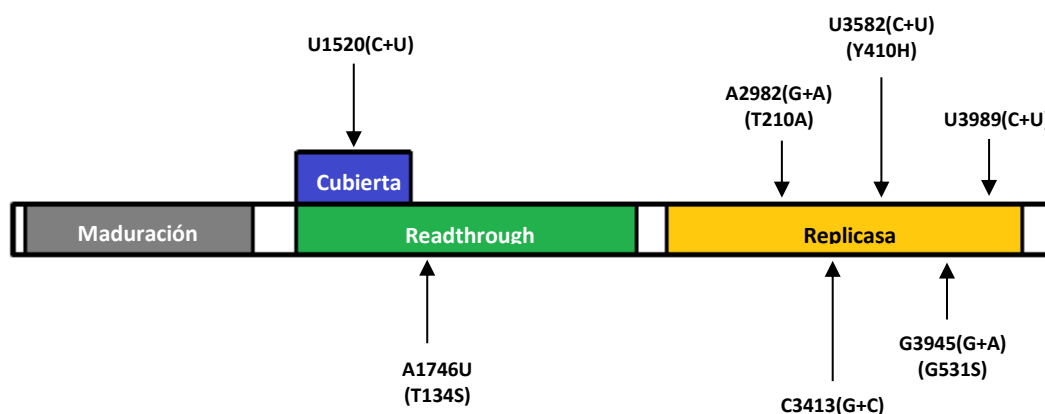 U1520(C+U)
U3582(C+U)
(Y410H)
A2982(G+A)
(T210A)
U3989(C+U)
Cubierta
Maduración
Readthrough
Replicasa
A1746U
(T134S)
G3945(G+A)
(G531S)
C3413(G+C)